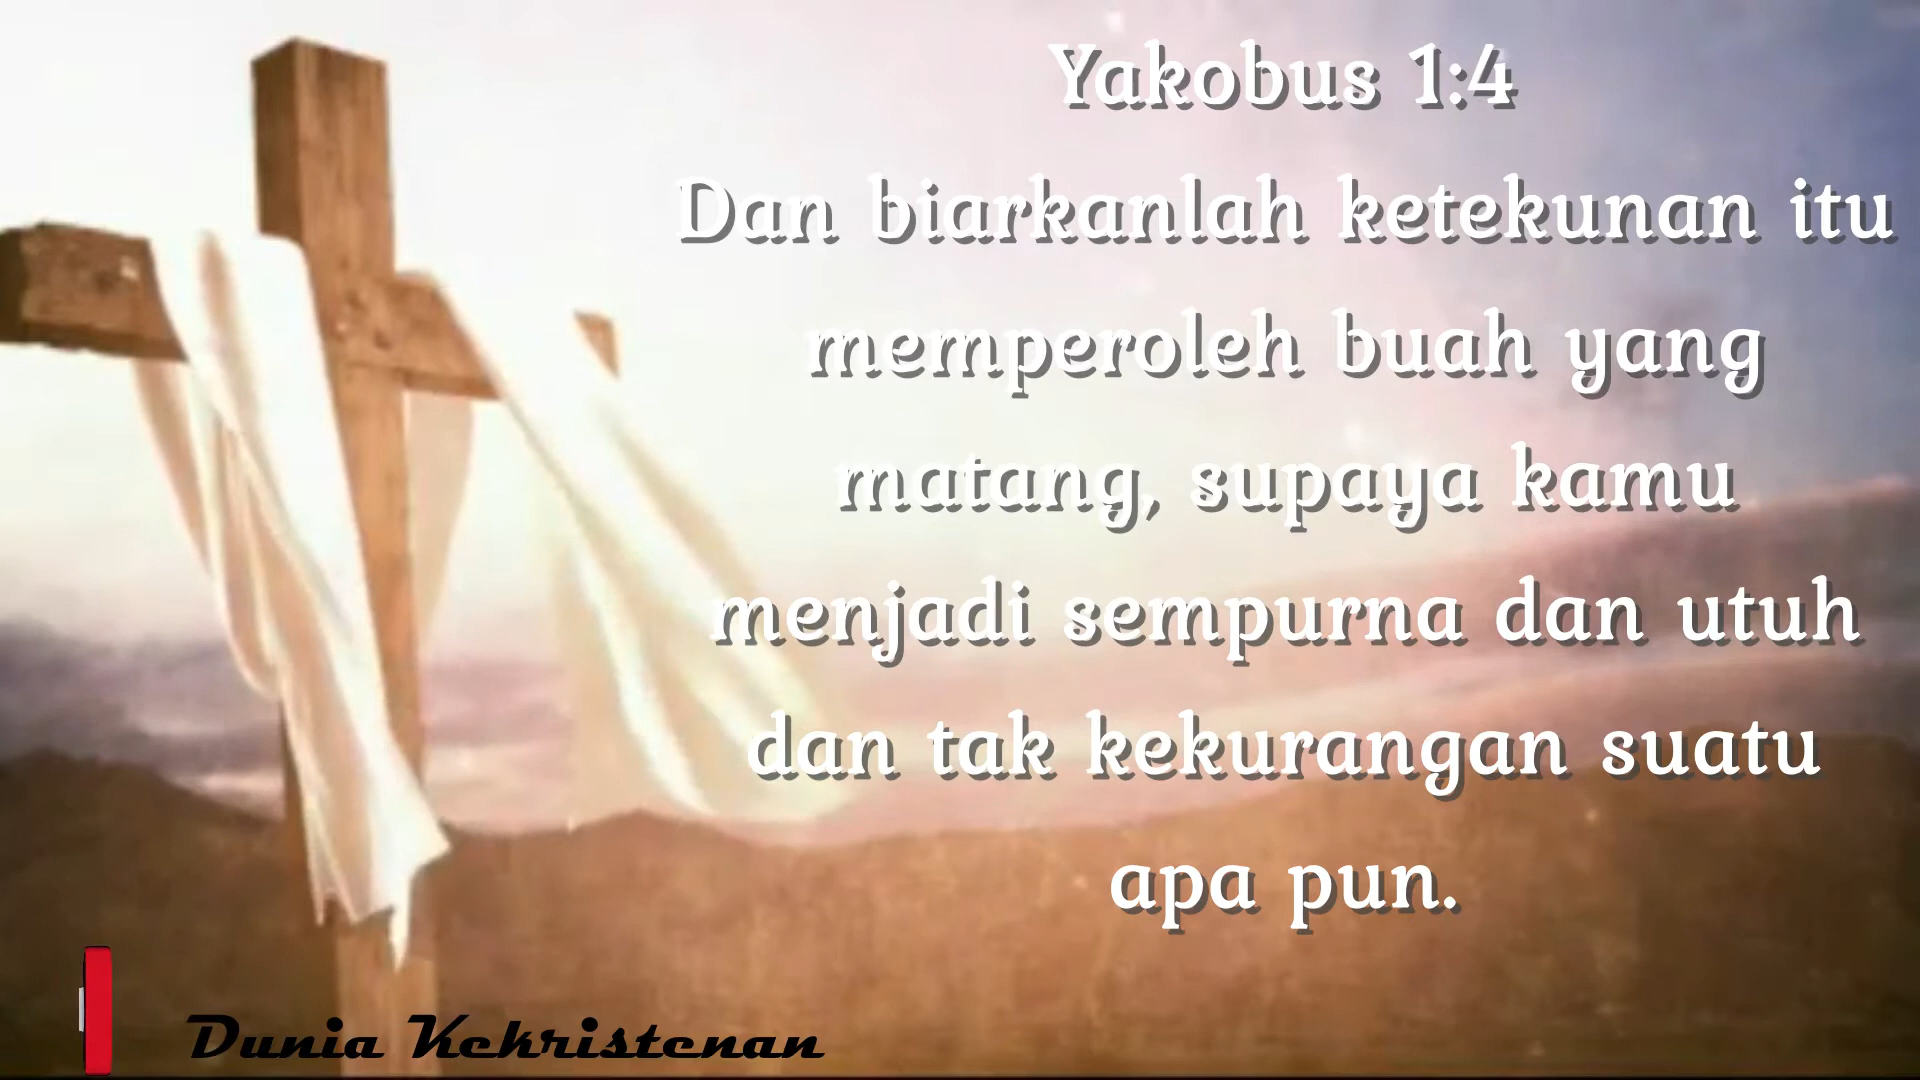 Yakobus 1:4
Dan biarkanlah ketekunan itu
memperoleh buah yang
matang, supaya kamu
menjadi sempurna dan utuh
dan tak kekurangan suatu
apa pun.
Dunia Kekristenan